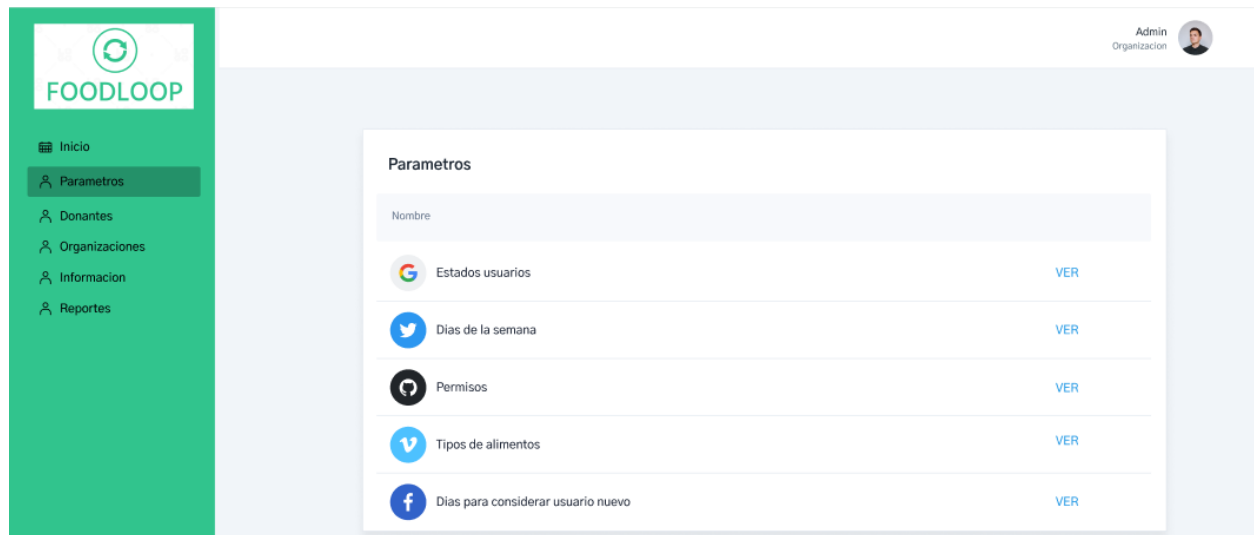 FOODLOOP
Inicio
Parametros
Donantes
Organizaciones
Informacion
Reportes
Admin
Organizacion
Parametros
Nombre
Estados usuarios VER
Dias de la semana VER
Permisos VER
Tipos de alimentos VER
Dias para considerar usuario nuevo VER